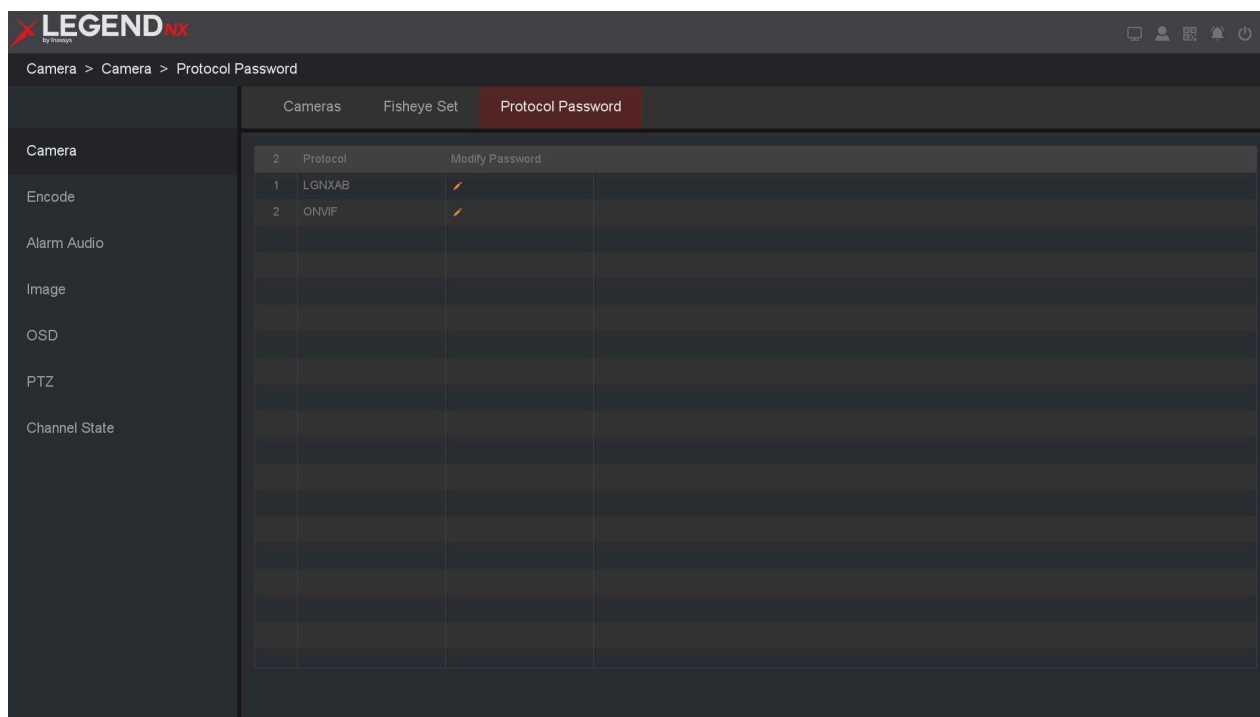 LEGENDNX
by Inaxsys
Camera > Camera > Protocol Password
Cameras Fisheye Set Protocol Password
Camera
Encode
Alarm Audio
Image
OSD
PTZ
Channel State
2 Protocol Modify Password
1 LGNXAB
2 ONVIF